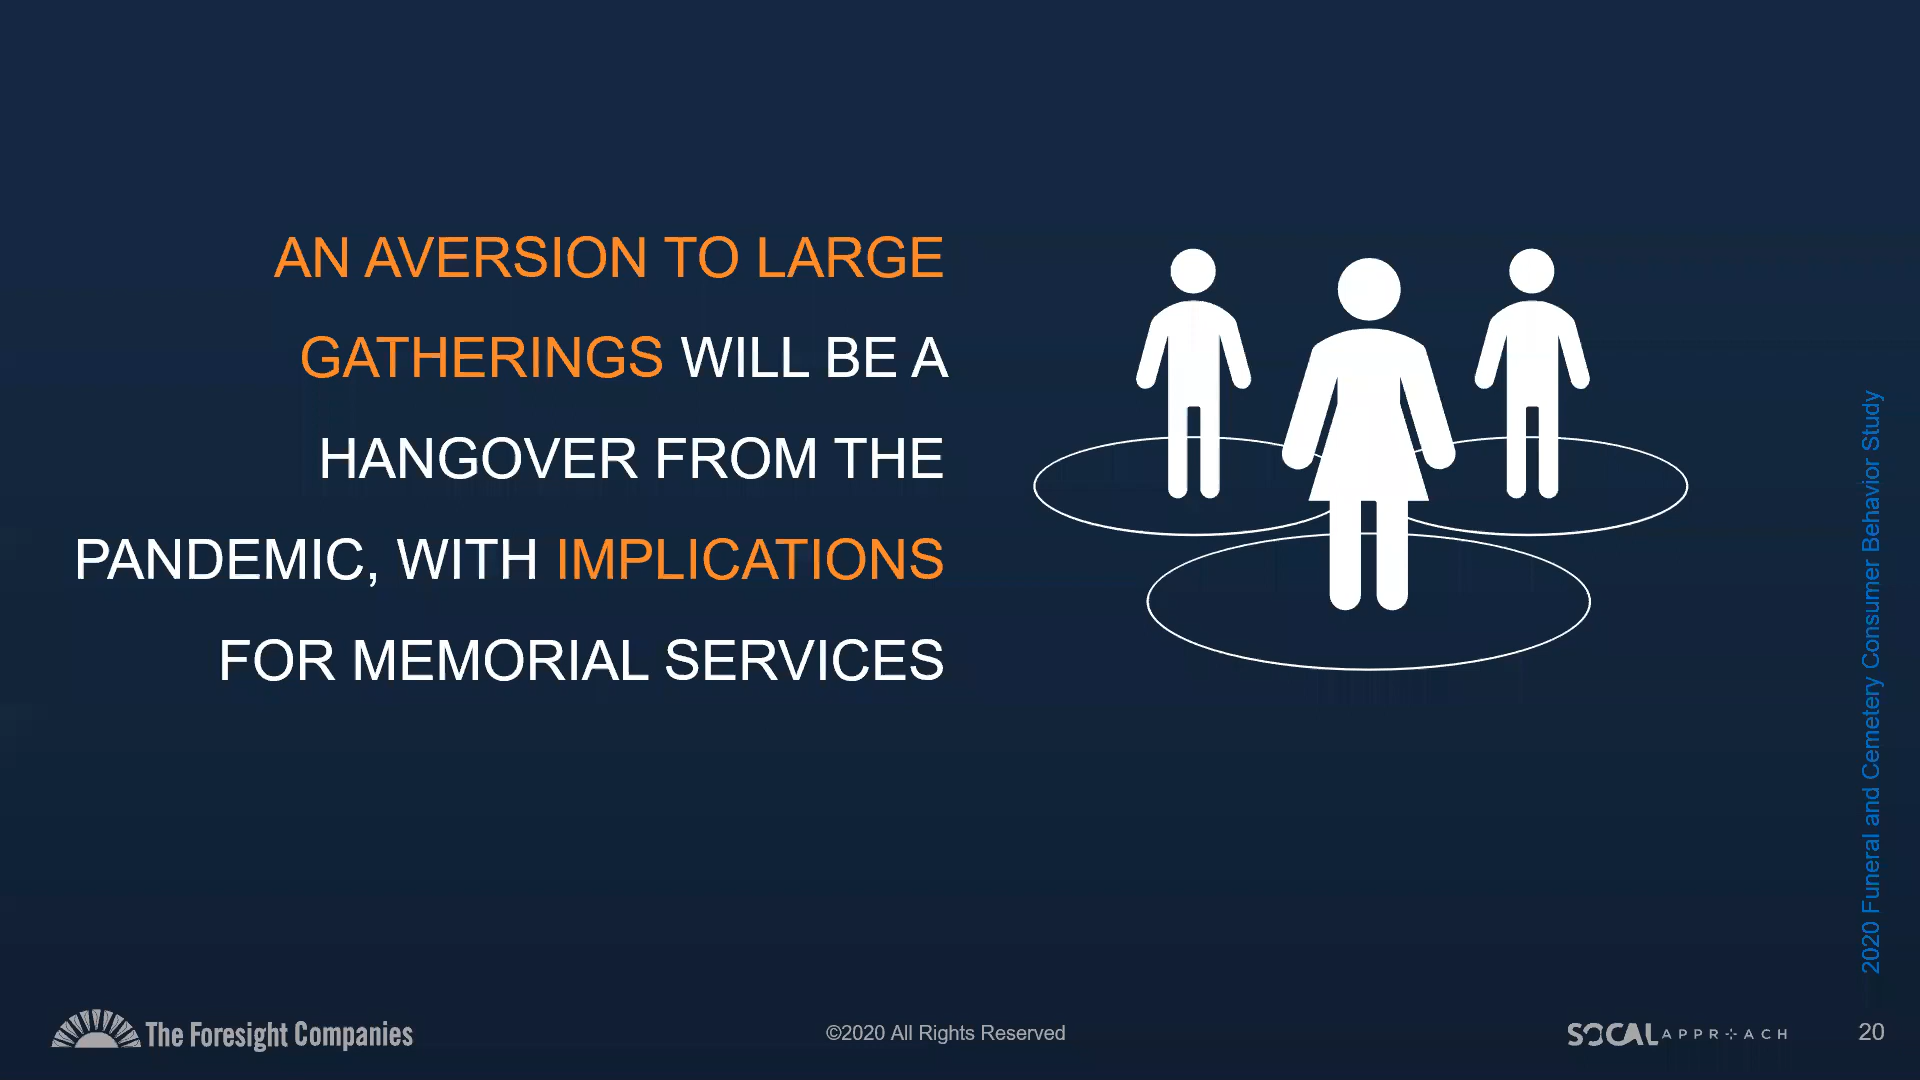 AN AVERSION TO LARGE
GATHERINGS WILL BE A
HANGOVER FROM THE
PANDEMIC, WITH IMPLICATIONS
FOR MEMORIAL SERVICES
2020 Funeral and Cemetery Consumer Behavior Study
The Foresight Companies
©2020 All Rights Reserved
SOCAL APPROACH
20